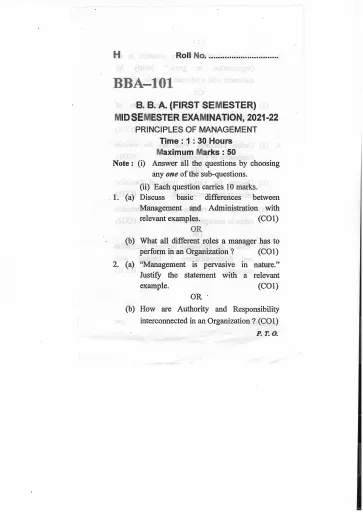 H Roll No. ..............................
BBA–101
B. B. A. (FIRST SEMESTER)
MID SEMESTER EXAMINATION, 2021-22
PRINCIPLES OF MANAGEMENT
Time : 1 : 30 Hours
Maximum Marks : 50
Note : (i) Answer all the questions by choosing
any one of the sub-questions.
(ii) Each question carries 10 marks.
1. (a) Discuss basic differences between
Management and Administration with
relevant examples. (CO1)
OR
(b) What all different roles a manager has to
perform in an Organization ? (CO1)
2. (a) “Management is pervasive in nature.”
Justify the statement with a relevant
example. (CO1)
OR
(b) How are Authority and Responsibility
interconnected in an Organization ? (CO1)
P. T. O.